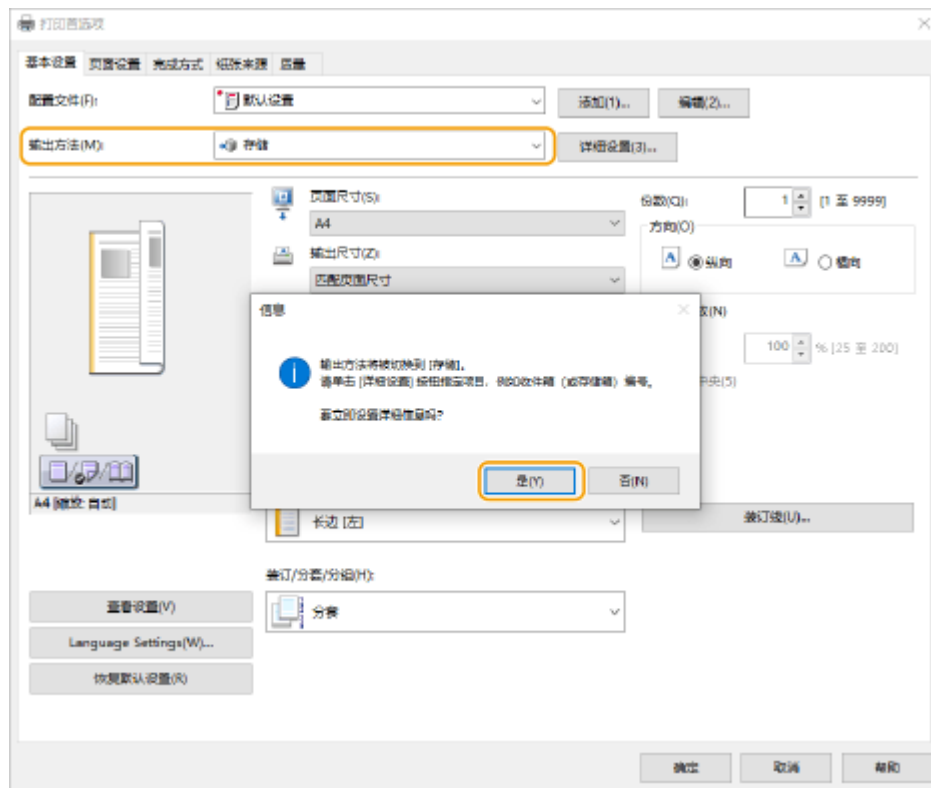 打印首选项
基本设置 页面设置 完成方式 纸张来源 质量
配置文件(F): 默认设置 添加(1)... 编辑(2)...
输出方法(M): 存储 详细设置(3)...
页面尺寸(S):
A4
输出尺寸(Z):
匹配页面尺寸
份数(Q): 1 [1 至 9999]
方向(O)
A 纵向 A 横向
数(N)
100 % [25 至 200]
中央(5)
信息
输出方法将被切换到 [存储]。
请单击 [详细设置] 按钮指定项目，例如收件箱（或存储箱）编号。
要立即设置详细信息吗?
是(Y) 否(N)
A4 [缩放: 自动]
长边 [左]
装订线(U)...
装订/分套/分组(H):
分套
查看设置(V)
Language Settings(W)...
恢复默认设置(R)
确定 取消 帮助